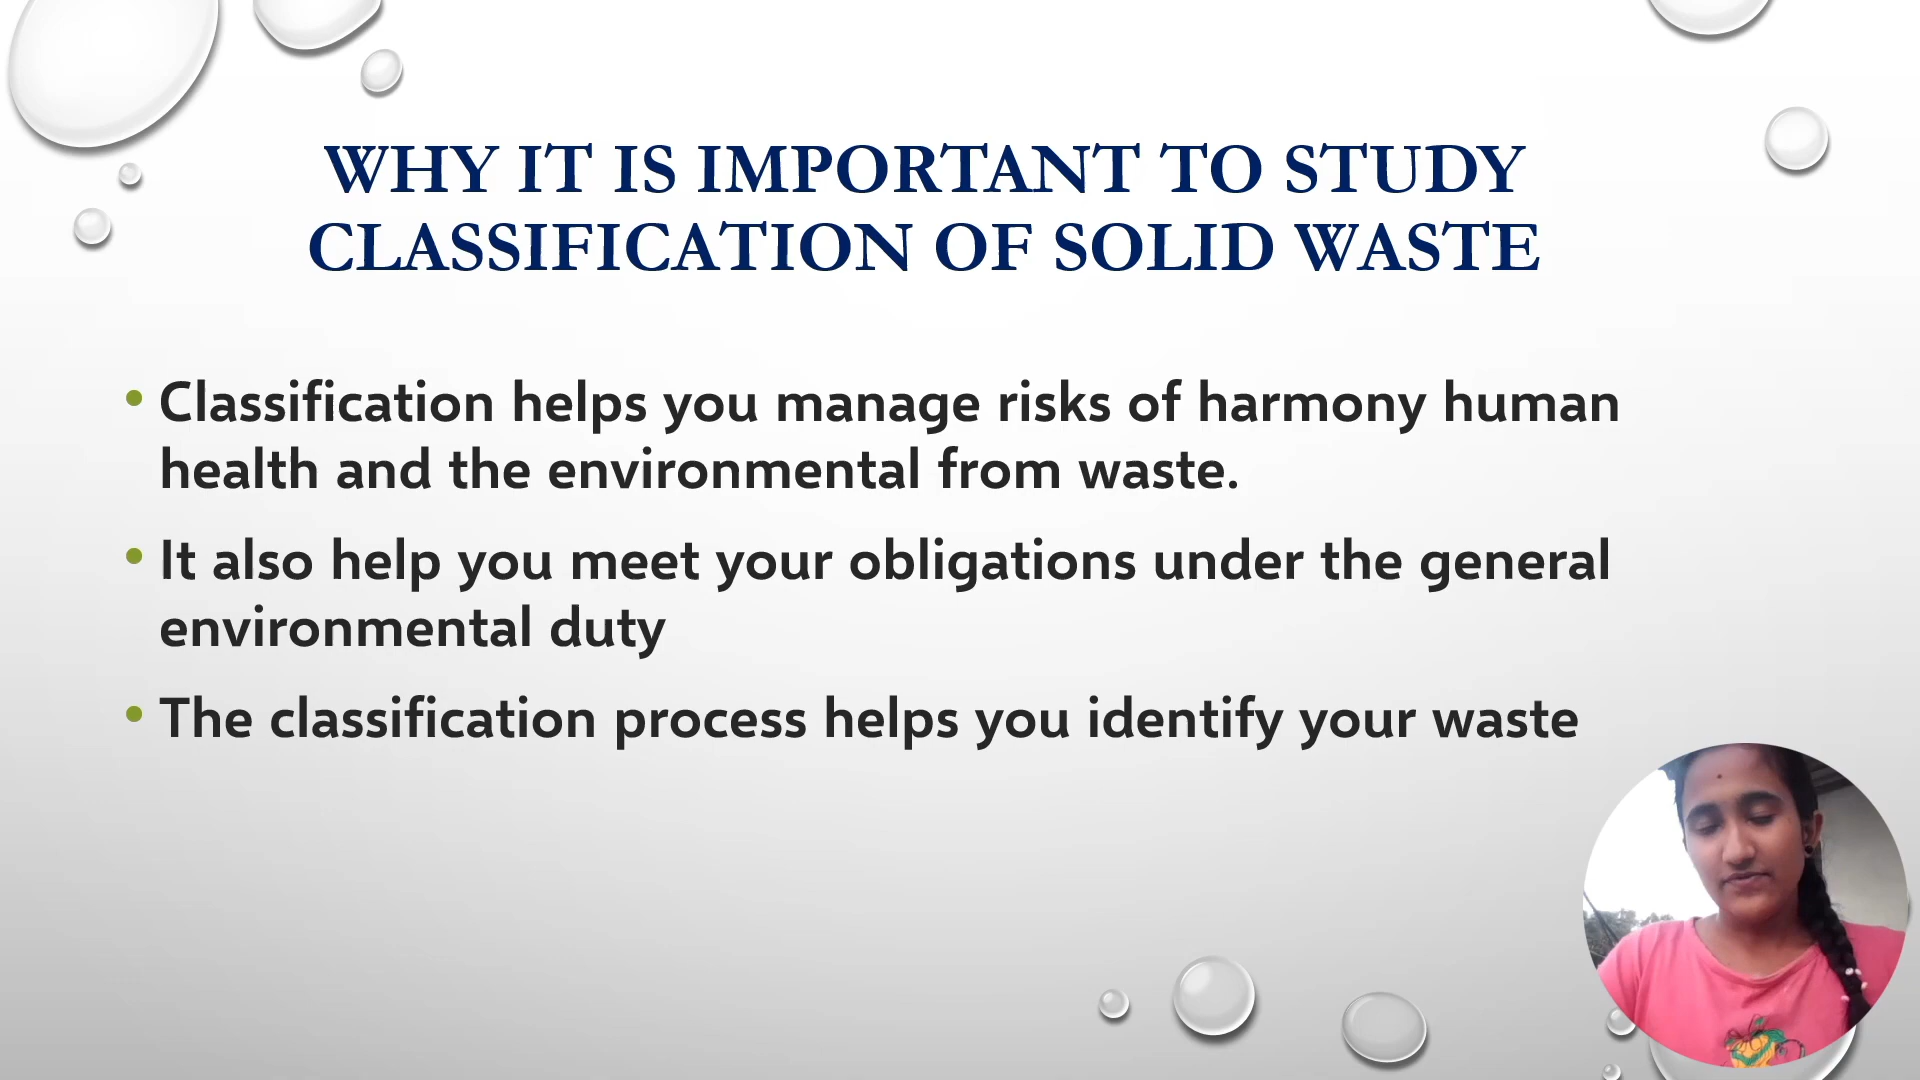 WHY IT IS IMPORTANT TO STUDY
CLASSIFICATION OF SOLID WASTE
• Classification helps you manage risks of harmony human
health and the environmental from waste.
• It also help you meet your obligations under the general
environmental duty
• The classification process helps you identify your waste